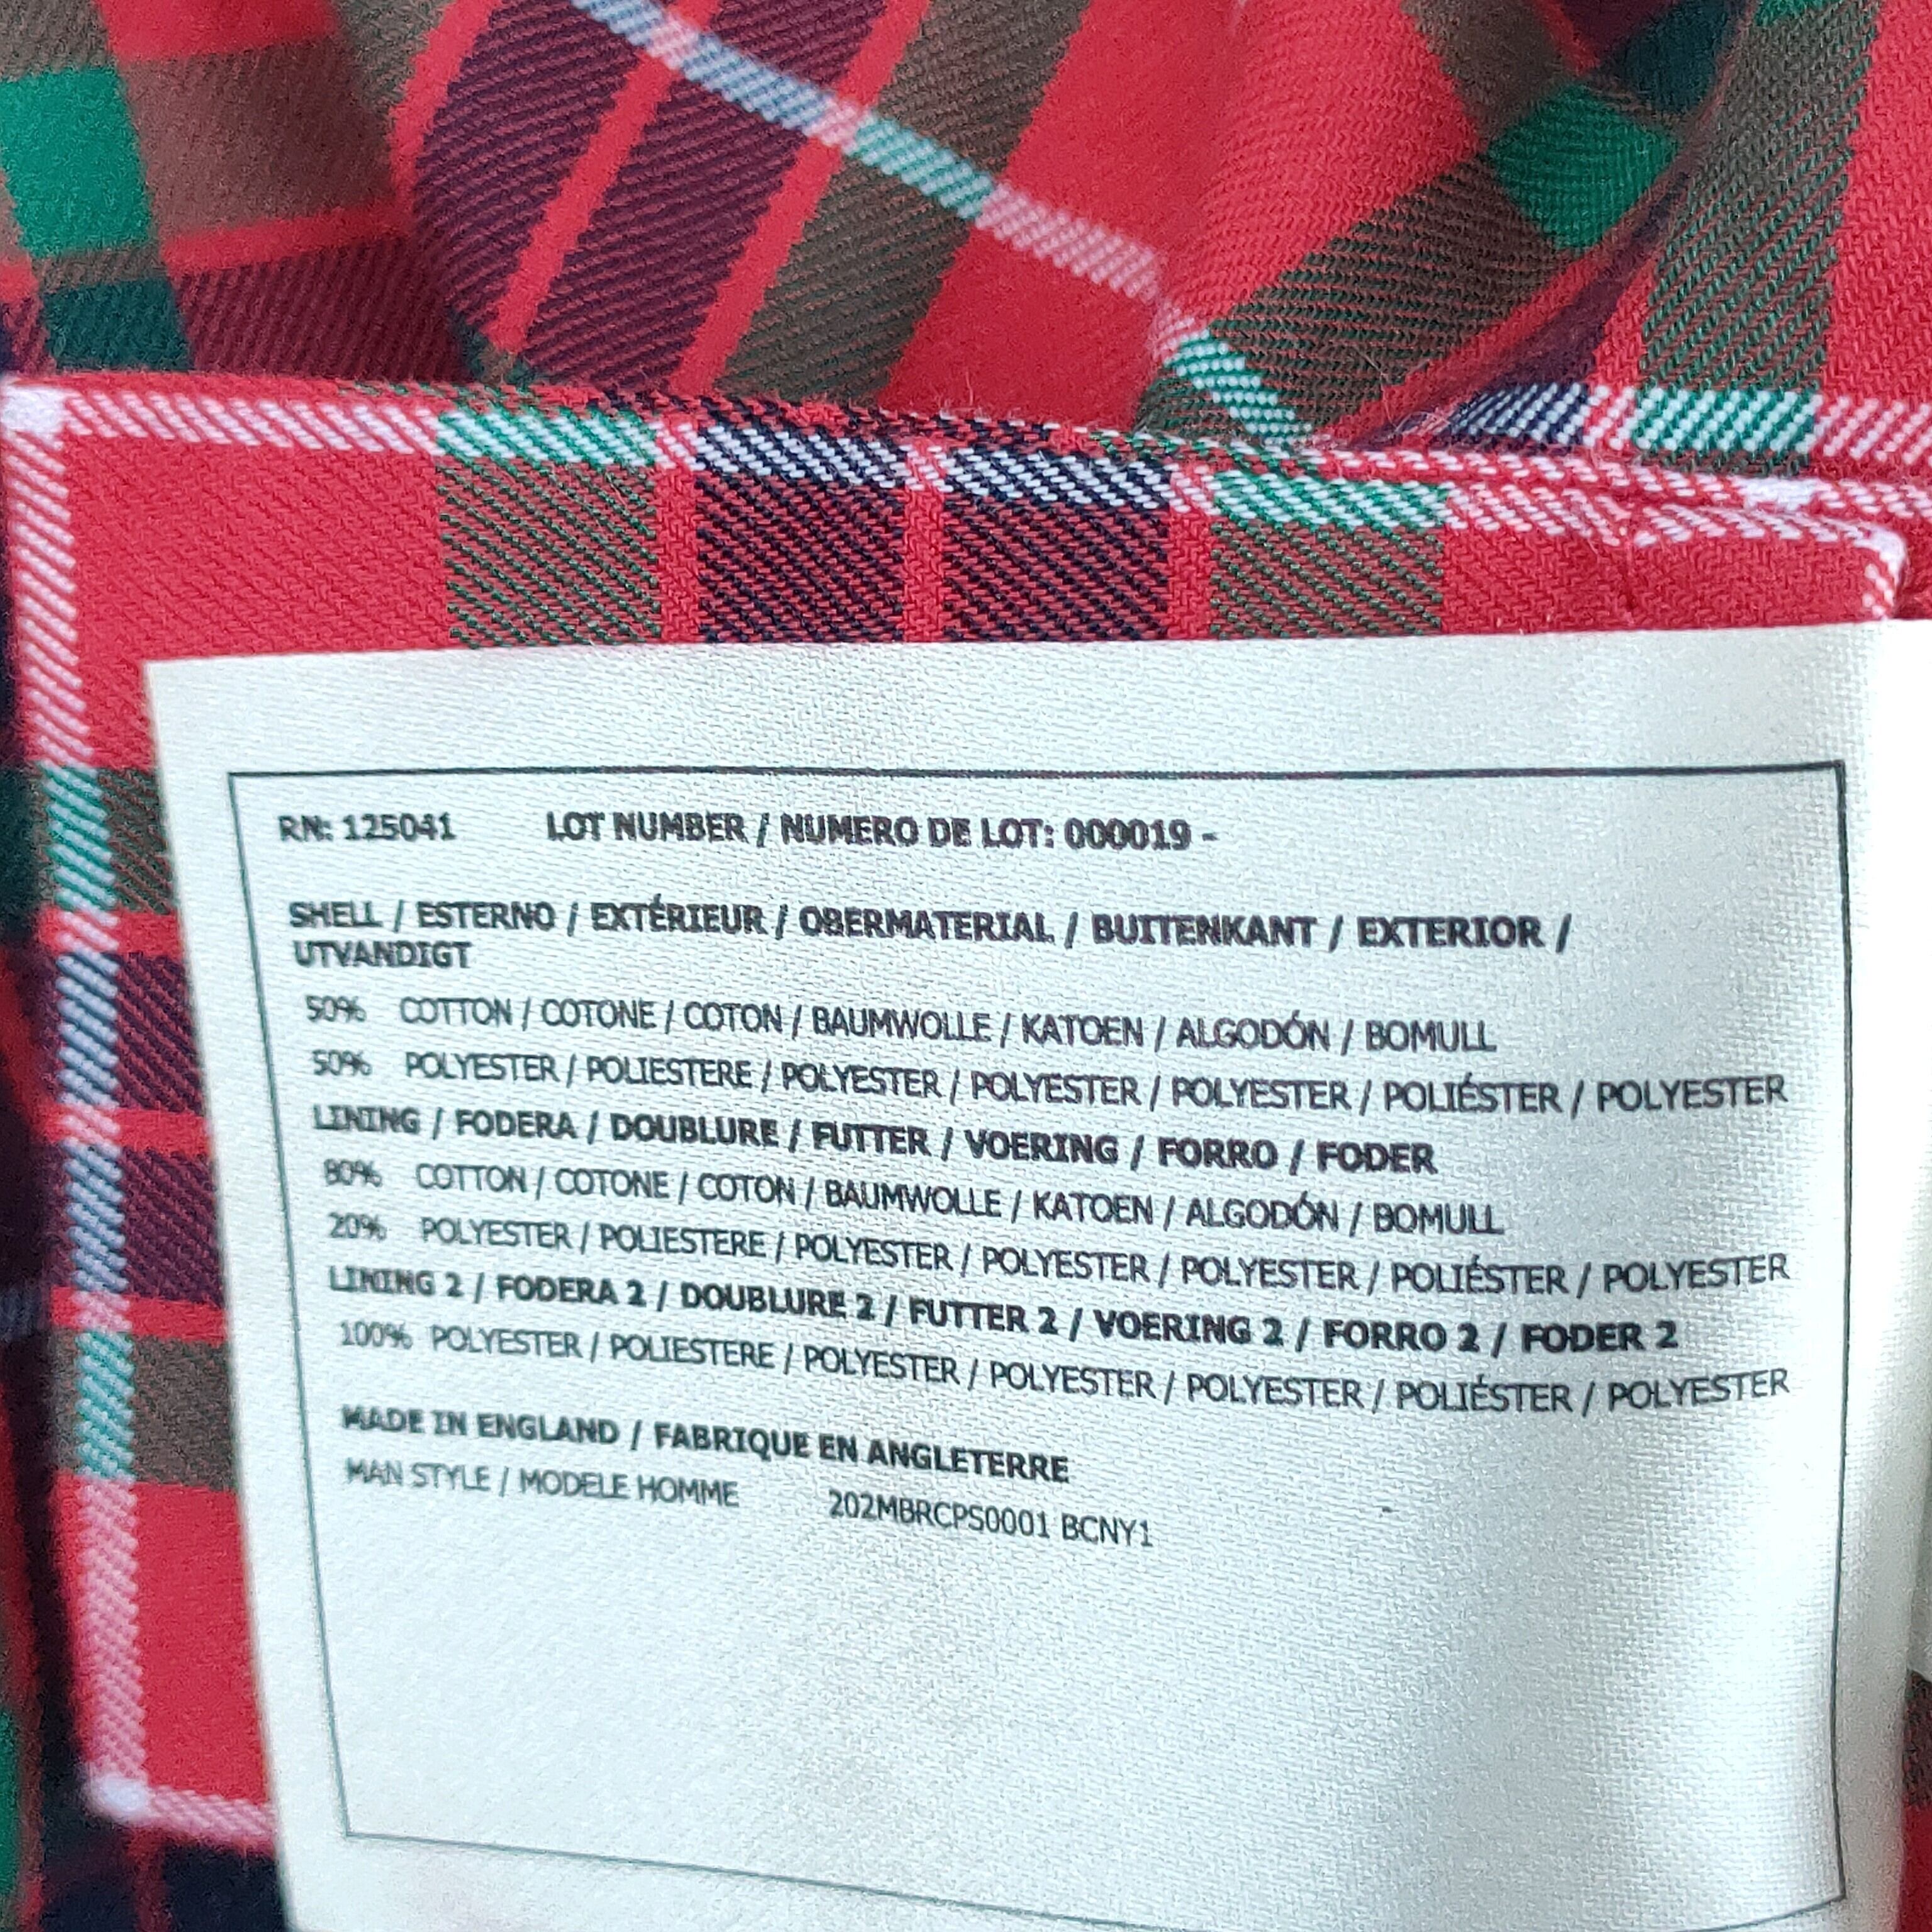 RN: 125041 LOT NUMBER / NUMERO DE LOT: 000019 -
SHELL / ESTERNO / EXTÉRIEUR / OBERMATERIAL / BUITENKANT / EXTERIOR /
UTVANDIGT
50% COTTON / COTONE / COTON / BAUMWOLLE / KATOEN / ALGODÓN / BOMULL
50% POLYESTER / POLIESTERE / POLYESTER / POLYESTER / POLYESTER / POLIÉSTER / POLYESTER
LINING / FODERA / DOUBLURE / FUTTER / VOERING / FORRO / FODER
80% COTTON / COTONE / COTON / BAUMWOLLE / KATOEN / ALGODÓN / BOMULL
20% POLYESTER / POLIESTERE / POLYESTER / POLYESTER / POLYESTER / POLIÉSTER / POLYESTER
LINING 2 / FODERA 2 / DOUBLURE 2 / FUTTER 2 / VOERING 2 / FORRO 2 / FODER 2
100% POLYESTER / POLIESTERE / POLYESTER / POLYESTER / POLYESTER / POLIÉSTER / POLYESTER
MADE IN ENGLAND / FABRIQUE EN ANGLETERRE
MAN STYLE / MODELE HOMME 202MBRCPS0001 BCNY1 -